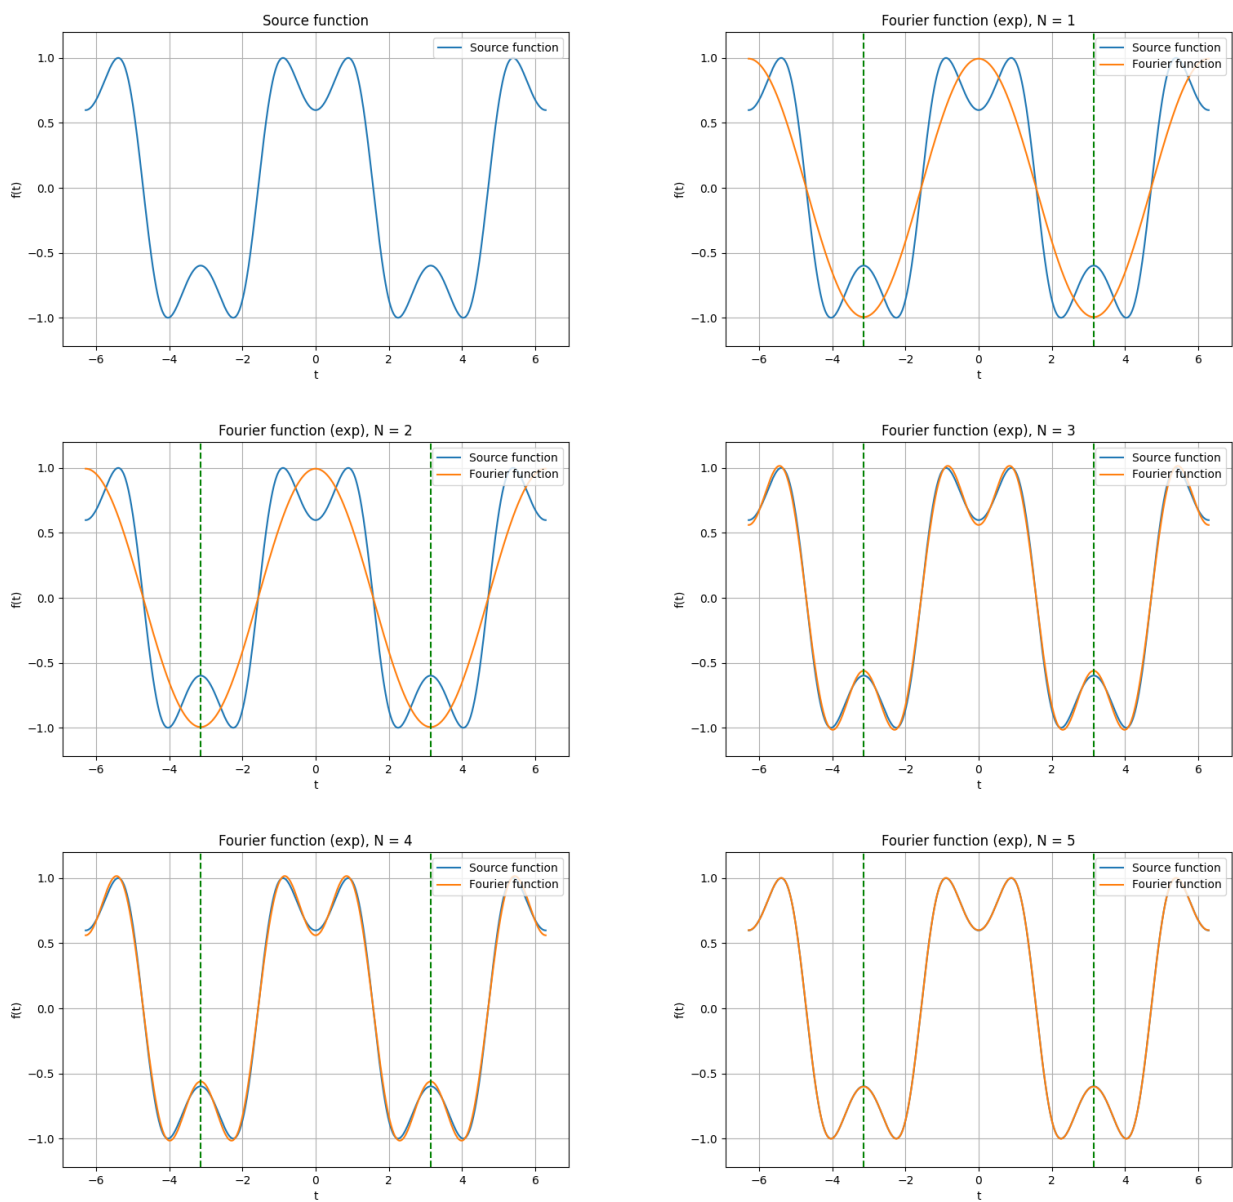 Source function
Source function
1.0
0.5
0.0
−0.5
−1.0
f(t)
−6 −4 −2 0 2 4 6
t
Fourier function (exp), N = 1
Source function
Fourier function
1.0
0.5
0.0
−0.5
−1.0
f(t)
−6 −4 −2 0 2 4 6
t
Fourier function (exp), N = 2
Source function
Fourier function
1.0
0.5
0.0
−0.5
−1.0
f(t)
−6 −4 −2 0 2 4 6
t
Fourier function (exp), N = 3
Source function
Fourier function
1.0
0.5
0.0
−0.5
−1.0
f(t)
−6 −4 −2 0 2 4 6
t
Fourier function (exp), N = 4
Source function
Fourier function
1.0
0.5
0.0
−0.5
−1.0
f(t)
−6 −4 −2 0 2 4 6
t
Fourier function (exp), N = 5
Source function
Fourier function
1.0
0.5
0.0
−0.5
−1.0
f(t)
−6 −4 −2 0 2 4 6
t